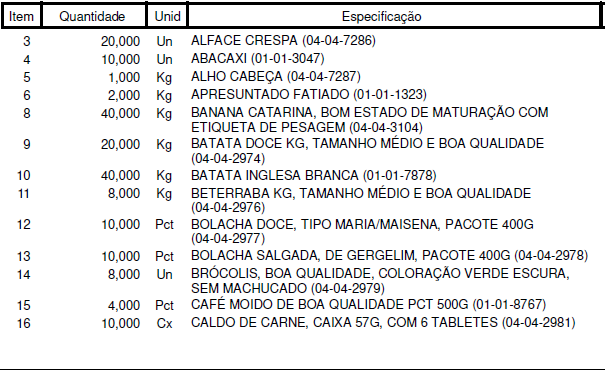 Item Quantidade Unid Especificação
3 20,000 Un ALFACE CRESPA (04-04-7286)
4 10,000 Un ABACAXI (01-01-3047)
5 1,000 Kg ALHO CABEÇA (04-04-7287)
6 2,000 Kg APRESUNTADO FATIADO (01-01-1323)
8 40,000 Kg BANANA CATARINA, BOM ESTADO DE MATURAÇÃO COM
ETIQUETA DE PESAGEM (04-04-3104)
9 20,000 Kg BATATA DOCE KG, TAMANHO MÉDIO E BOA QUALIDADE
(04-04-2974)
10 40,000 Kg BATATA INGLESA BRANCA (01-01-7878)
11 8,000 Kg BETERRABA KG, TAMANHO MÉDIO E BOA QUALIDADE
(04-04-2976)
12 10,000 Pct BOLACHA DOCE, TIPO MARIA/MAISENA, PACOTE 400G
(04-04-2977)
13 10,000 Pct BOLACHA SALGADA, DE GERGELIM, PACOTE 400G (04-04-2978)
14 8,000 Un BRÓCOLIS, BOA QUALIDADE, COLORAÇÃO VERDE ESCURA,
SEM MACHUCADO (04-04-2979)
15 4,000 Pct CAFÉ MOIDO DE BOA QUALIDADE PCT 500G (01-01-8767)
16 10,000 Cx CALDO DE CARNE, CAIXA 57G, COM 6 TABLETES (04-04-2981)